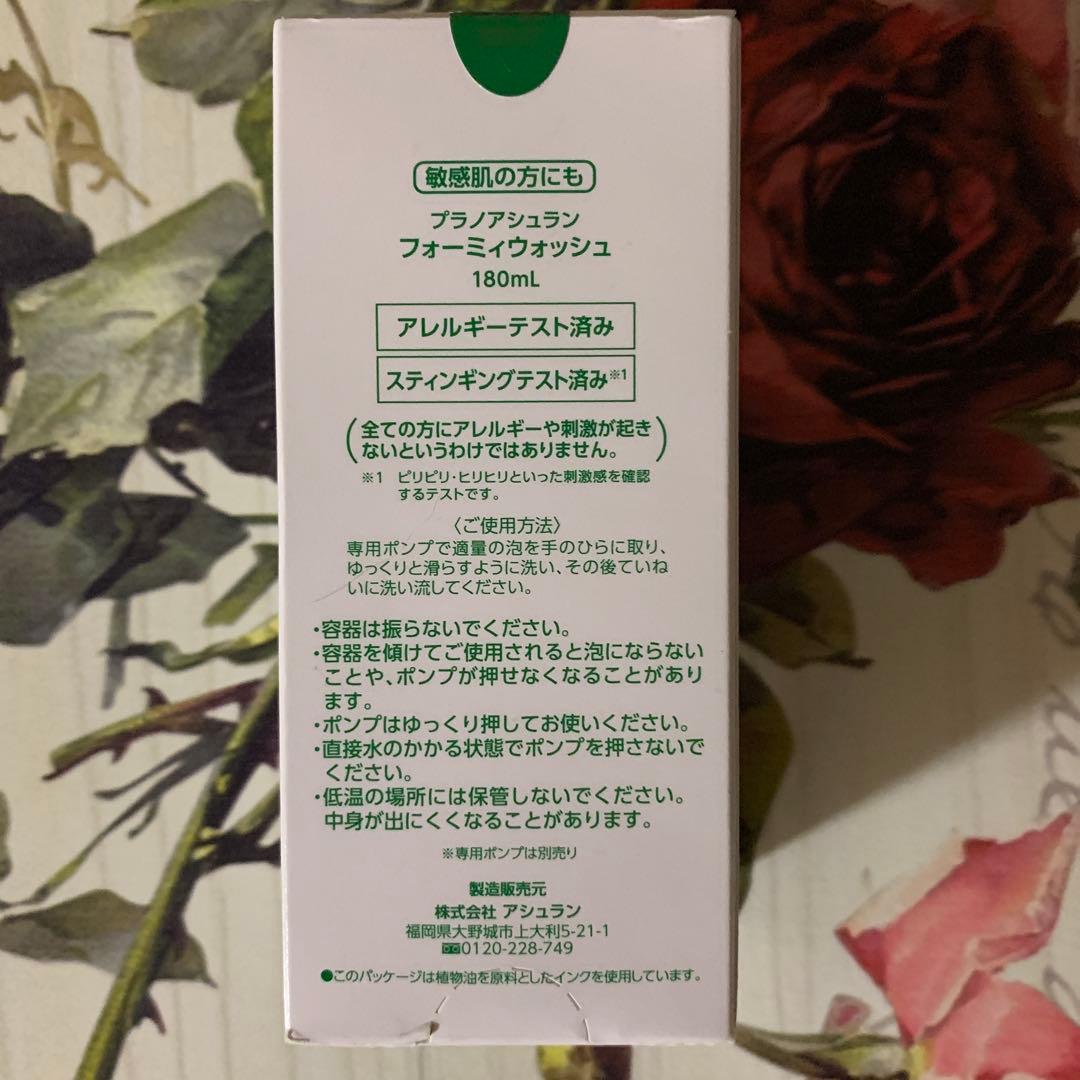 敏感肌の方にも
プラノアシュラン
フォーミィウォッシュ
180mL
アレルギーテスト済み
スティンギングテスト済み※1
(全ての方にアレルギーや刺激が起き
ないというわけではありません。)
※1 ピリピリ・ヒリヒリといった刺激感を確認
するテストです。
〈ご使用方法〉
専用ポンプで適量の泡を手のひらに取り、
ゆっくりと滑らすように洗い、その後ていね
いに洗い流してください。
・容器は振らないでください。
・容器を傾けてご使用されると泡にならない
ことや、ポンプが押せなくなることがあり
ます。
・ポンプはゆっくり押してお使いください。
・直接水のかかる状態でポンプを押さないで
ください。
・低温の場所には保管しないでください。
中身が出にくくなることがあります。
※専用ポンプは別売り
製造販売元
株式会社 アシュラン
福岡県大野城市上大利5-21-1
0120-228-749
●このパッケージは植物油を原料としたインクを使用しています。